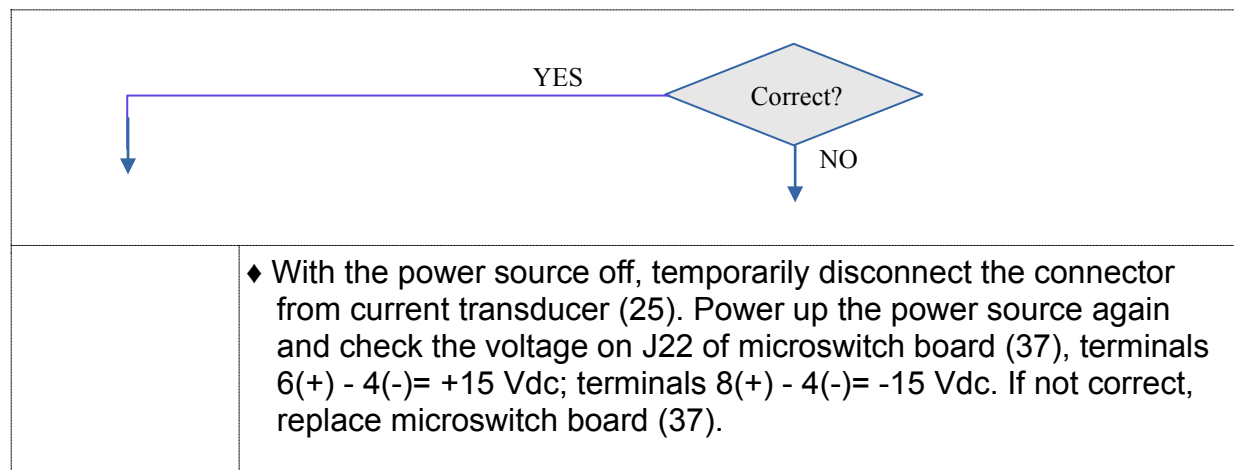 YES
Correct?
NO
♦ With the power source off, temporarily disconnect the connector
from current transducer (25). Power up the power source again
and check the voltage on J22 of microswitch board (37), terminals
6(+) - 4(-)= +15 Vdc; terminals 8(+) - 4(-)= -15 Vdc. If not correct,
replace microswitch board (37).